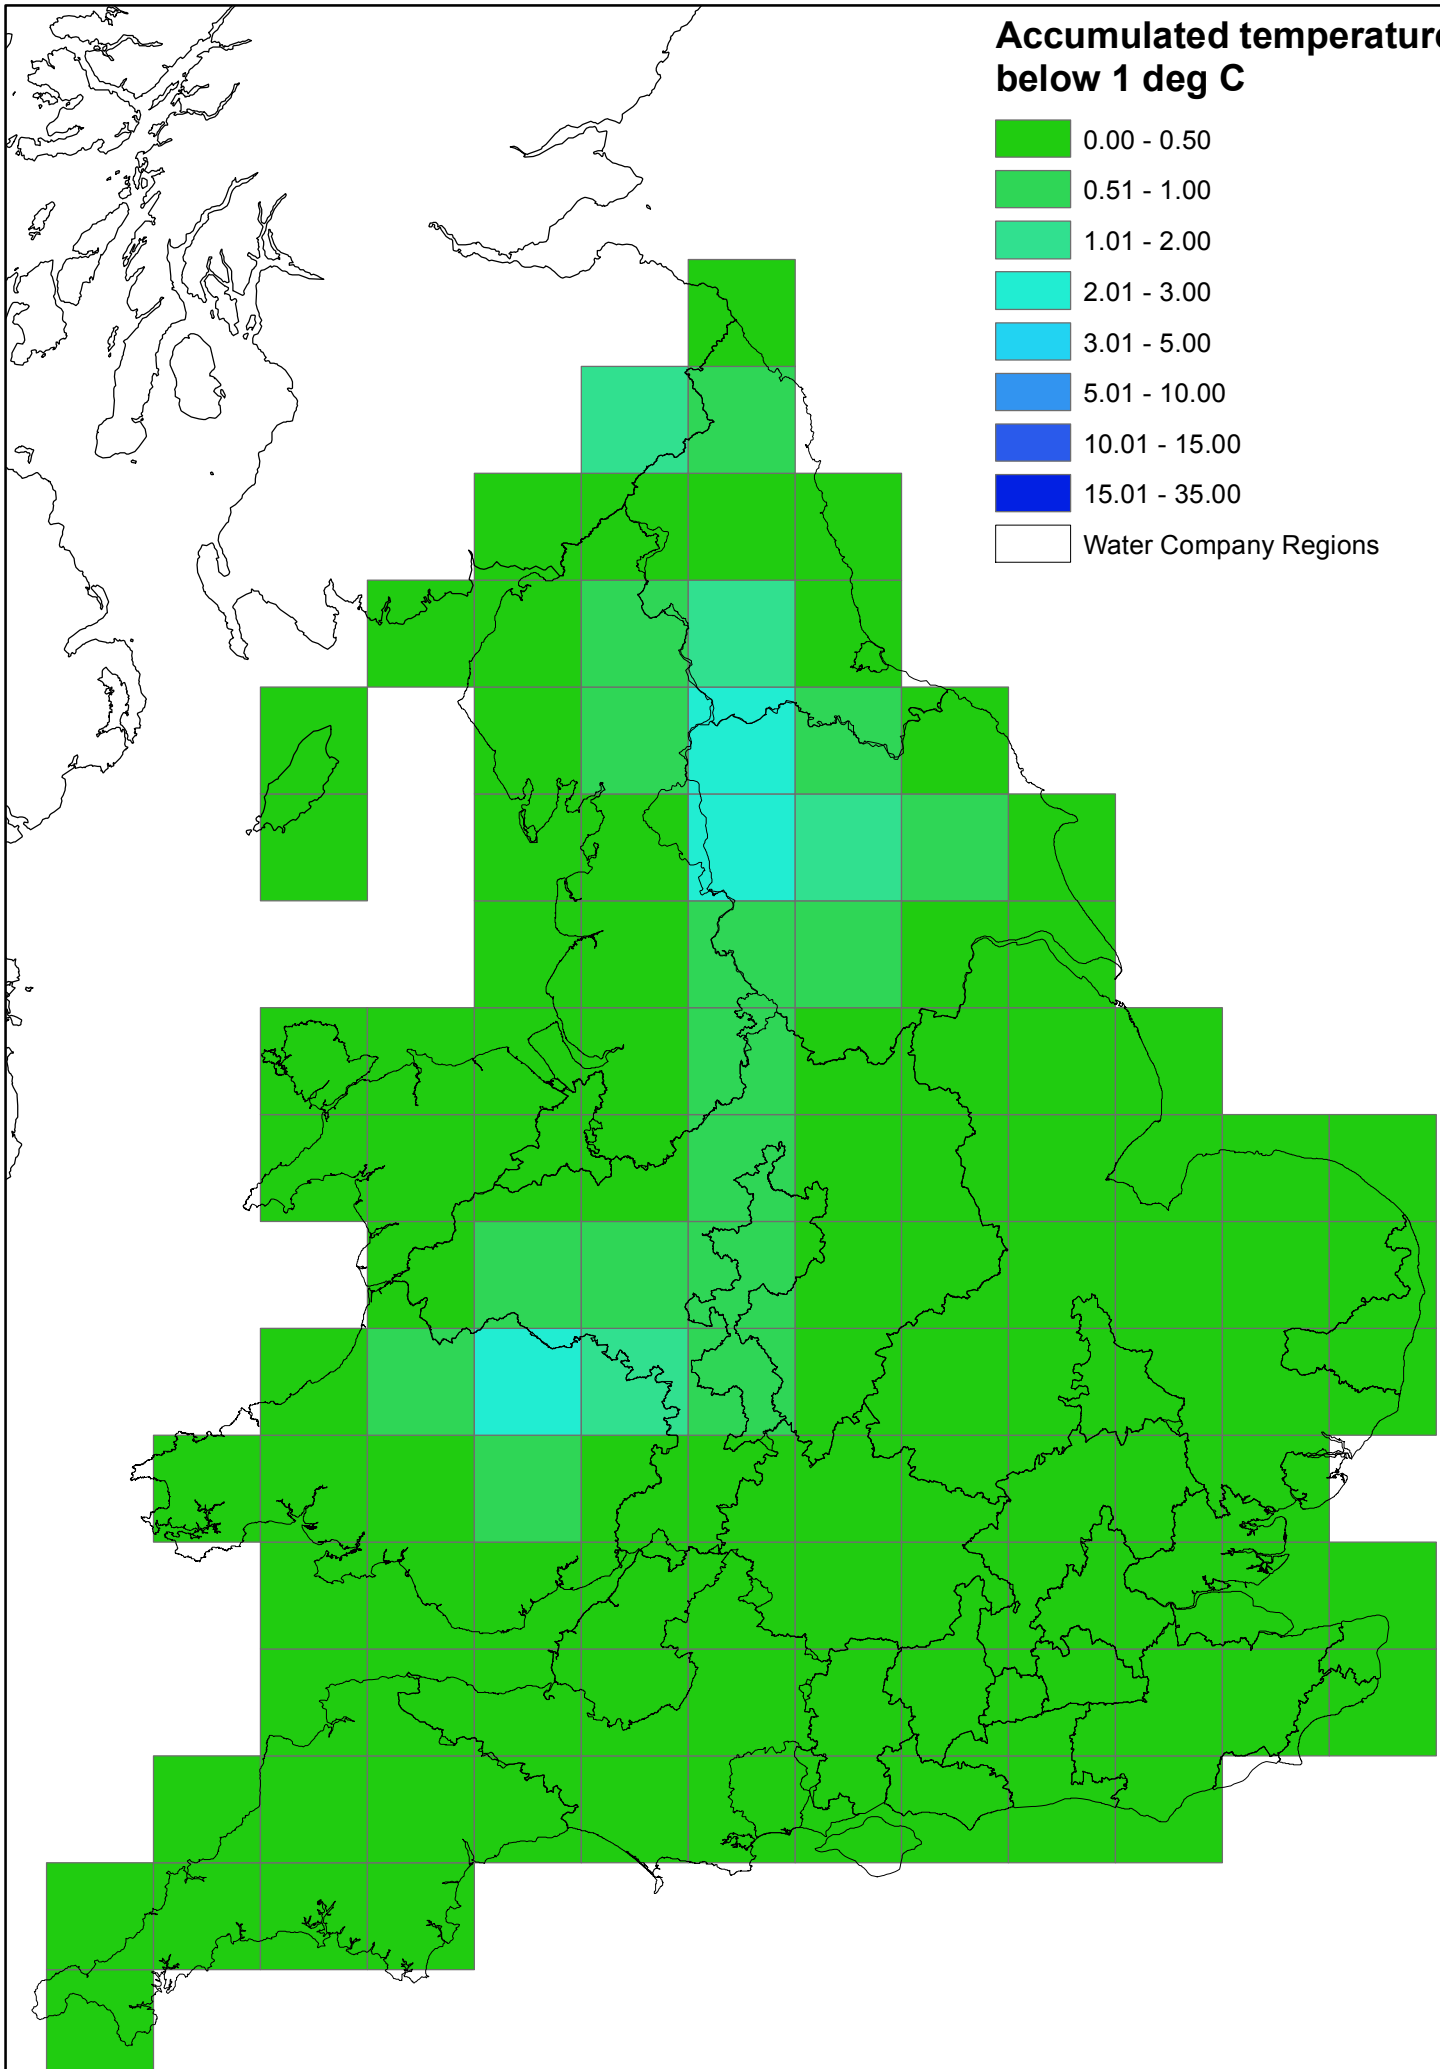 Accumulated temperature
below 1 deg C
0.00 - 0.50
0.51 - 1.00
1.01 - 2.00
2.01 - 3.00
3.01 - 5.00
5.01 - 10.00
10.01 - 15.00
15.01 - 35.00
Water Company Regions